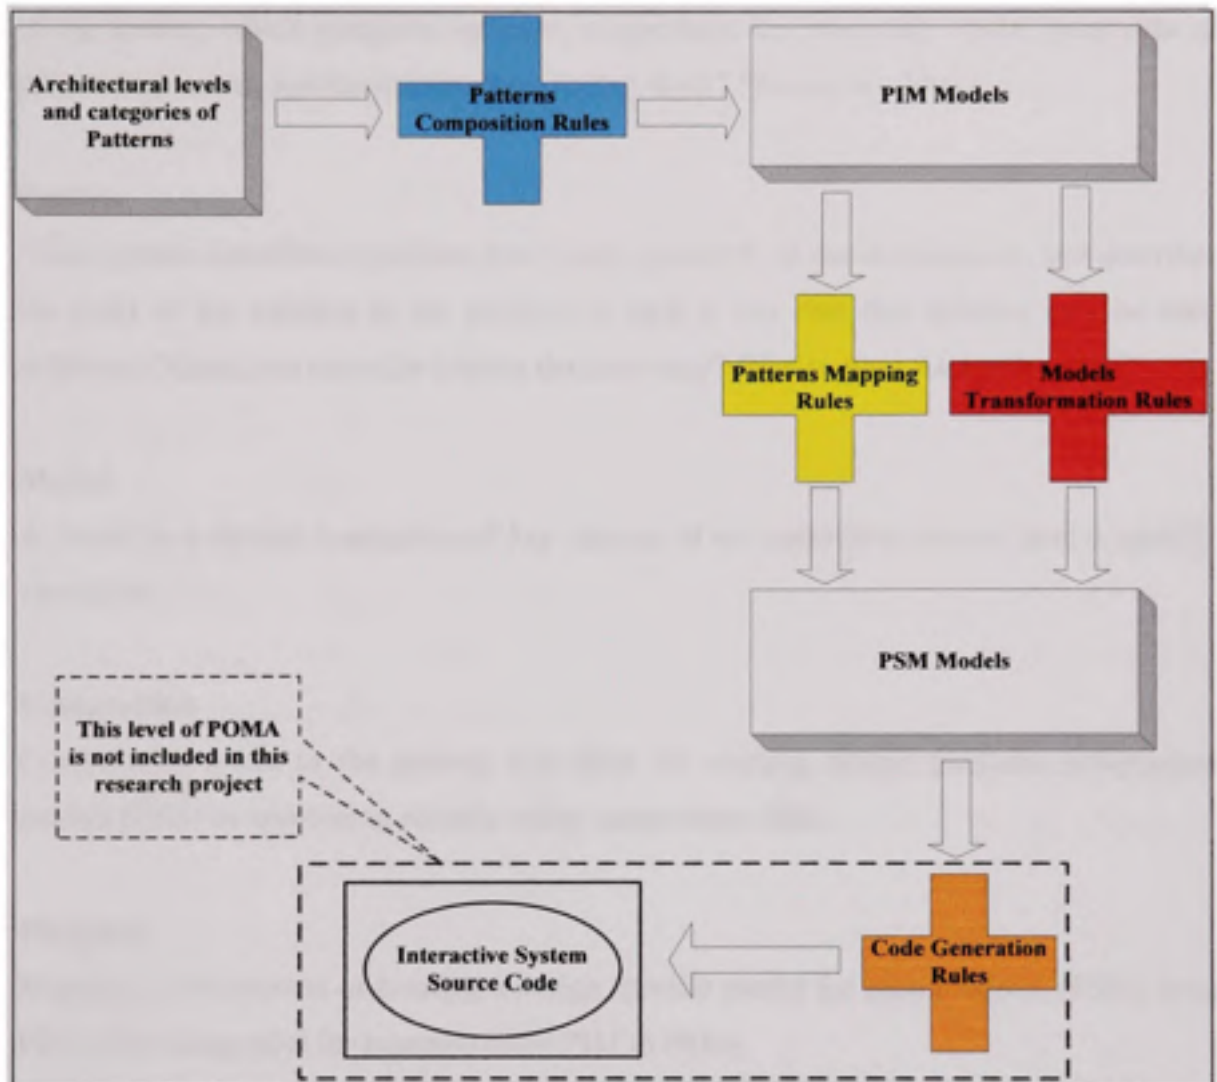 Architectural levels
and categories of
Patterns
Patterns
Composition Rules
PIM Models
Patterns Mapping
Rules
Models
Transformation Rules
PSM Models
This level of POMA
is not included in this
research project
Interactive System
Source Code
Code Generation
Rules